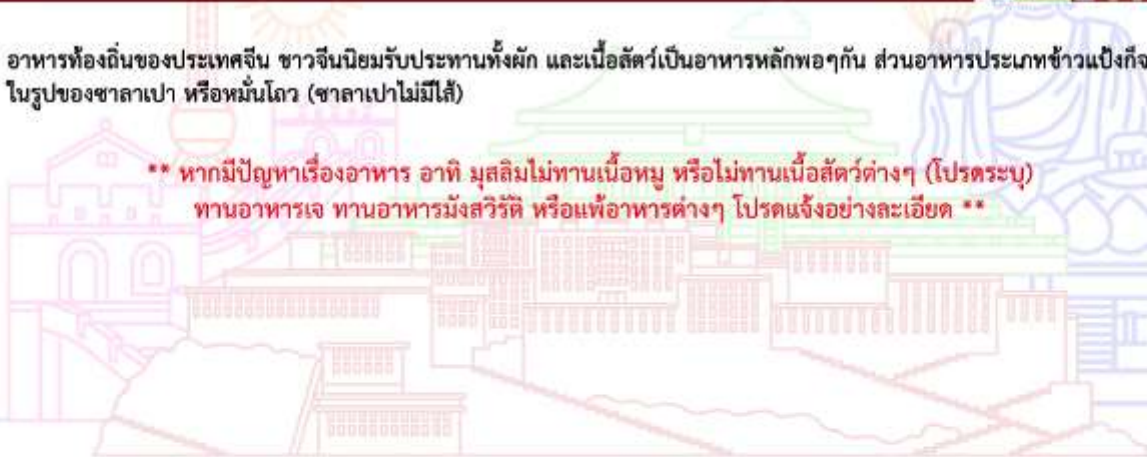 อาหารท้องถิ่นของประเทศจีน ชาวจีนนิยมรับประทานทั้งผัก และเนื้อสัตว์เป็นอาหารหลักพอๆกัน ส่วนอาหารประเภทข้าวแป้งก็จ
ในรูปของซาลาเปา หรือหมั่นโถว (ซาลาเปาไม่มีไส้)
** หากมีปัญหาเรื่องอาหาร อาทิ มุสลิมไม่ทานเนื้อหมู หรือไม่ทานเนื้อสัตว์ต่างๆ (โปรดระบุ)
ทานอาหารเจ ทานอาหารมังสวิรัติ หรือแพ้อาหารต่างๆ โปรดแจ้งอย่างละเอียด **